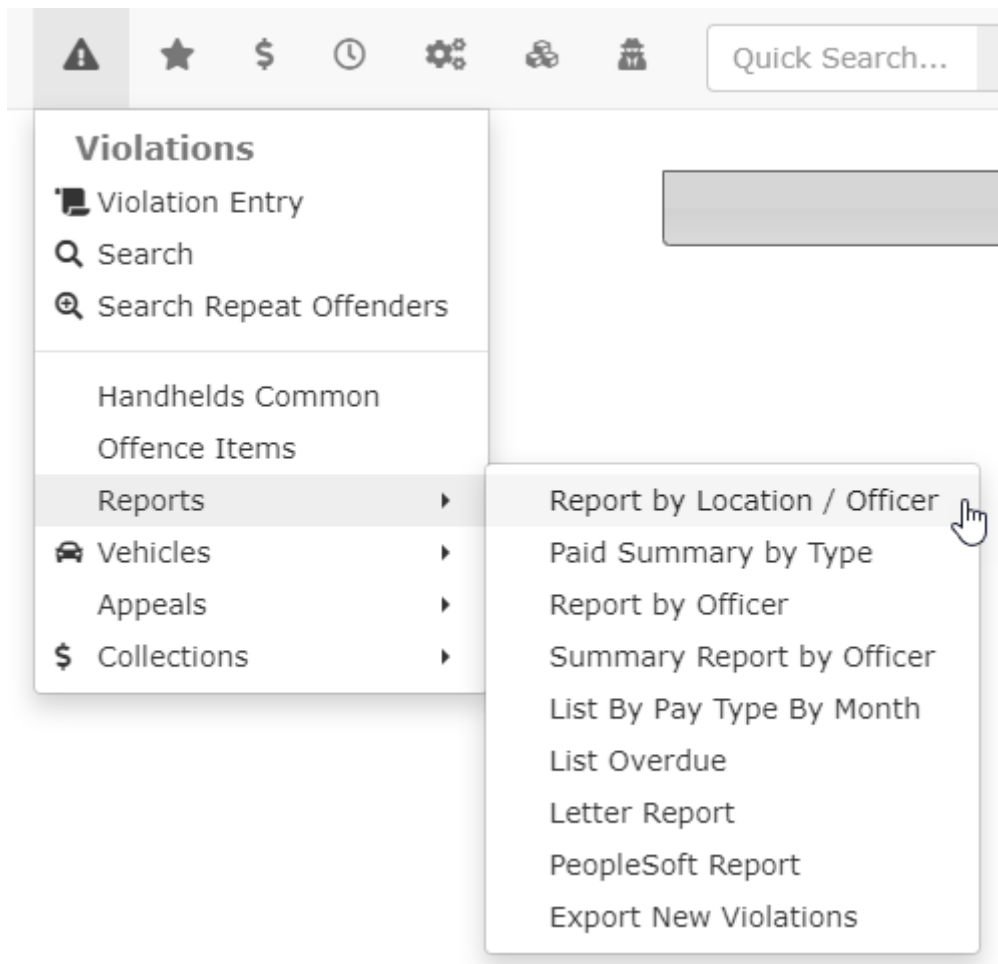 $
Quick Search...
Violations
Violation Entry
Search
Search Repeat Offenders
Handhelds Common
Offence Items
Reports
Vehicles
Appeals
$ Collections
Report by Location / Officer
Paid Summary by Type
Report by Officer
Summary Report by Officer
List By Pay Type By Month
List Overdue
Letter Report
PeopleSoft Report
Export New Violations